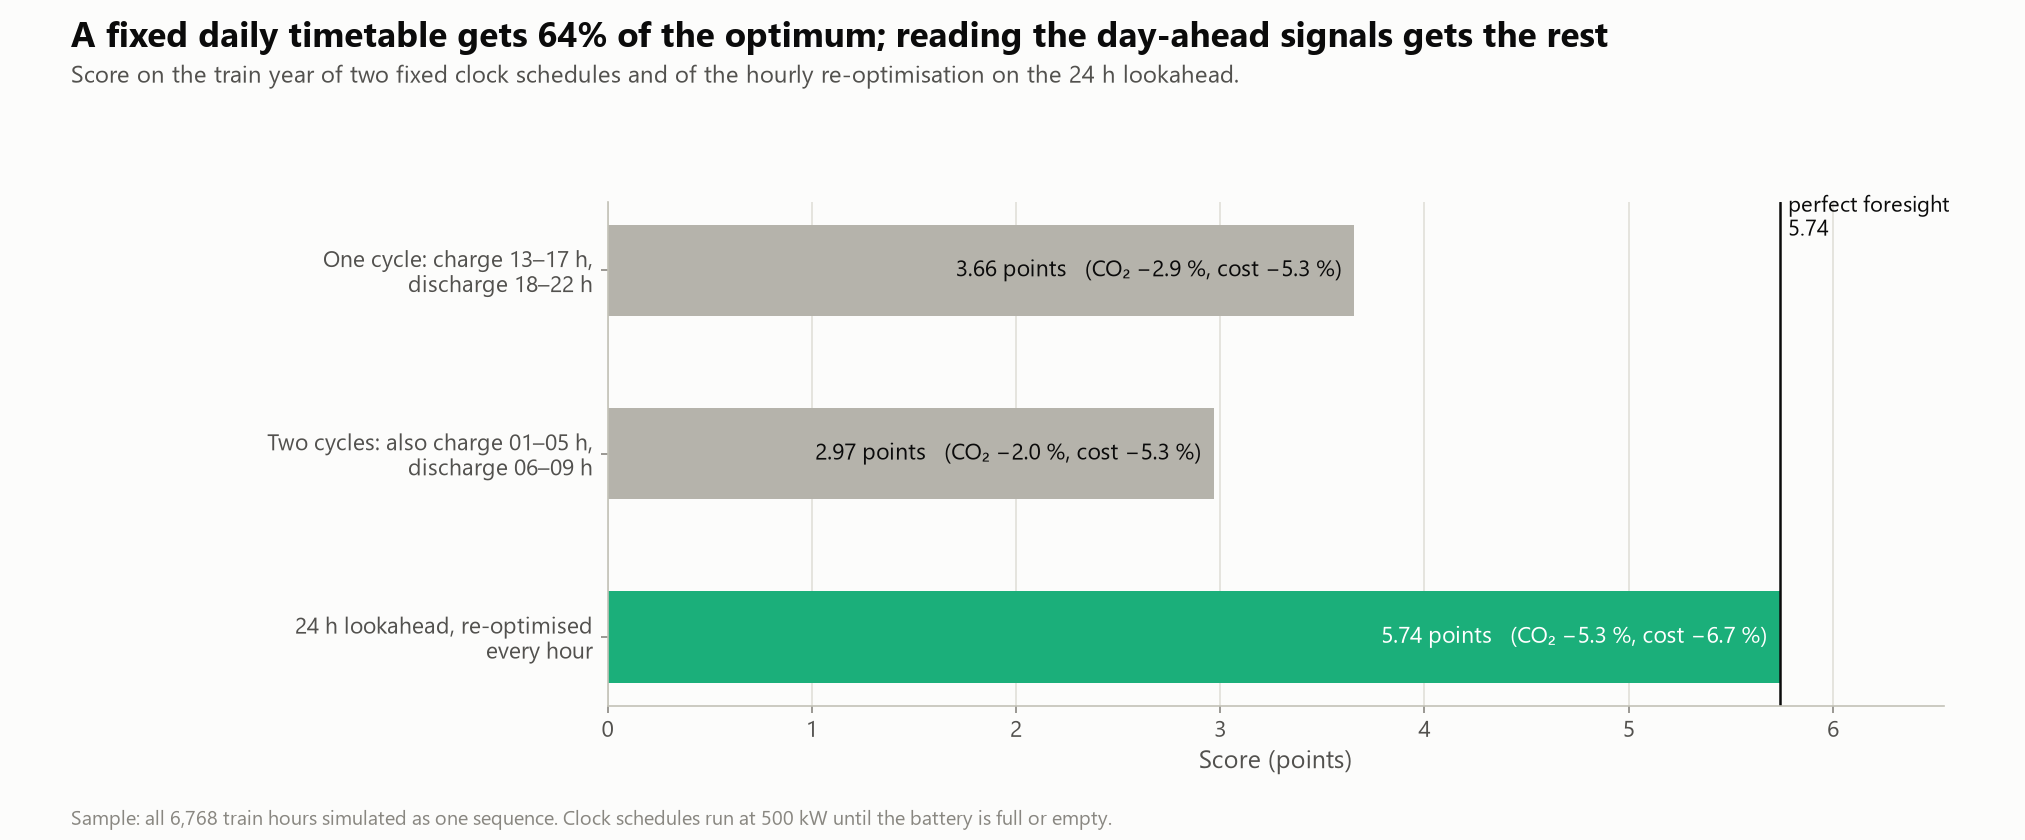 A fixed daily timetable gets 64% of the optimum; reading the day-ahead signals gets the rest
Score on the train year of two fixed clock schedules and of the hourly re-optimisation on the 24 h lookahead.
perfect foresight
5.74
One cycle: charge 13–17 h,
discharge 18–22 h
3.66 points (CO₂ −2.9 %, cost −5.3 %)
Two cycles: also charge 01–05 h,
discharge 06–09 h
2.97 points (CO₂ −2.0 %, cost −5.3 %)
24 h lookahead, re-optimised
every hour
5.74 points (CO₂ −5.3 %, cost −6.7 %)
0 1 2 3 4 5 6
Score (points)
Sample: all 6,768 train hours simulated as one sequence. Clock schedules run at 500 kW until the battery is full or empty.